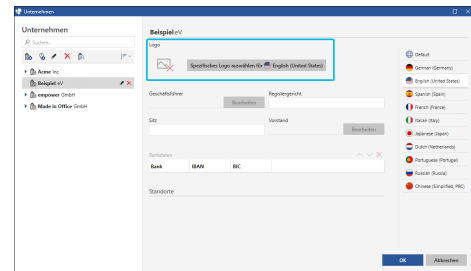 Unternehmen
Unternehmen
Suchen...
Acme Inc
Beispiel eV
empower GmbH
Made in Office GmbH
Beispiel eV
Logo
Spezifisches Logo auswählen für English (United States)
Geschäftsführer
Bearbeiten
Registergericht
Sitz
Vorstand
Bearbeiten
Bankdaten
Bank IBAN BIC
Standorte
Default
German (Germany)
English (United States)
Spanish (Spain)
French (France)
Italian (Italy)
Japanese (Japan)
Dutch (Netherlands)
Portuguese (Portugal)
Russian (Russia)
Chinese (Simplified, PRC)
OK Abbrechen